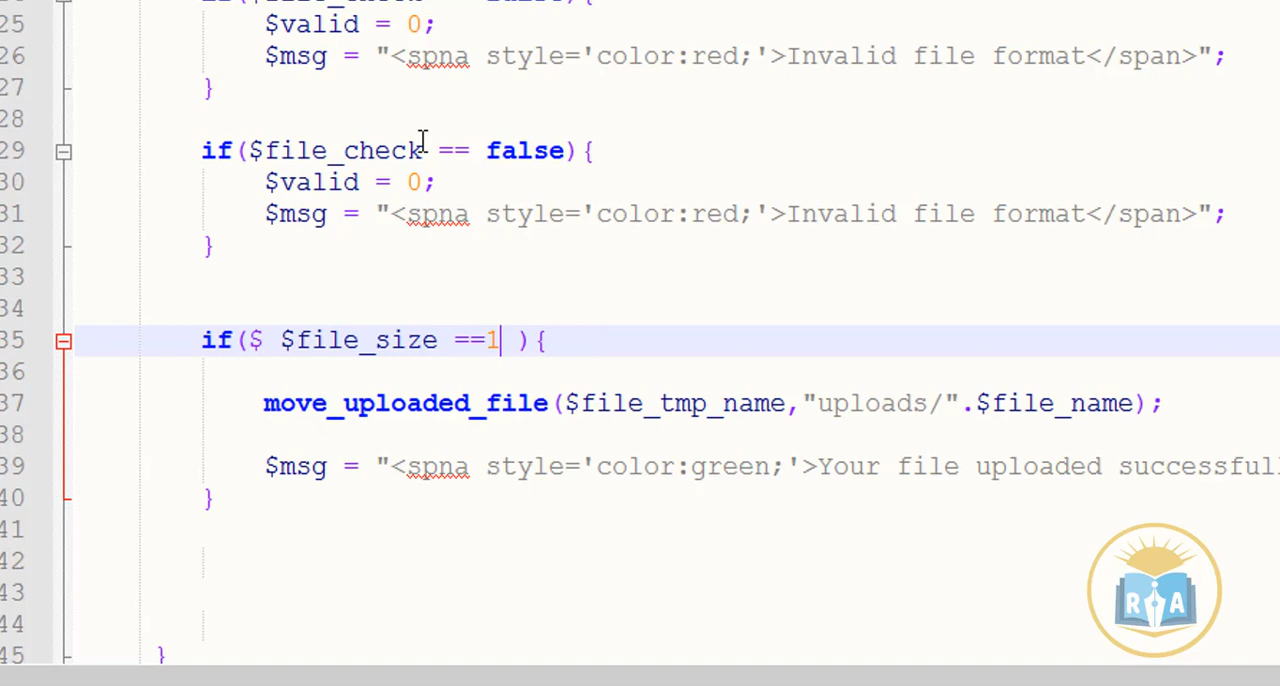 25 $valid = 0;
26 $msg = "<spna style='color:red;'>Invalid file format</span>";
27 }
28
29 if($file_check == false){
30 $valid = 0;
31 $msg = "<spna style='color:red;'>Invalid file format</span>";
32 }
33
34
35 if($ $file_size ==1 ){
36
37 move_uploaded_file($file_tmp_name,"uploads/".$file_name);
38
39 $msg = "<spna style='color:green;'>Your file uploaded successfull
40 }
41
42
43
44
45 }
R A